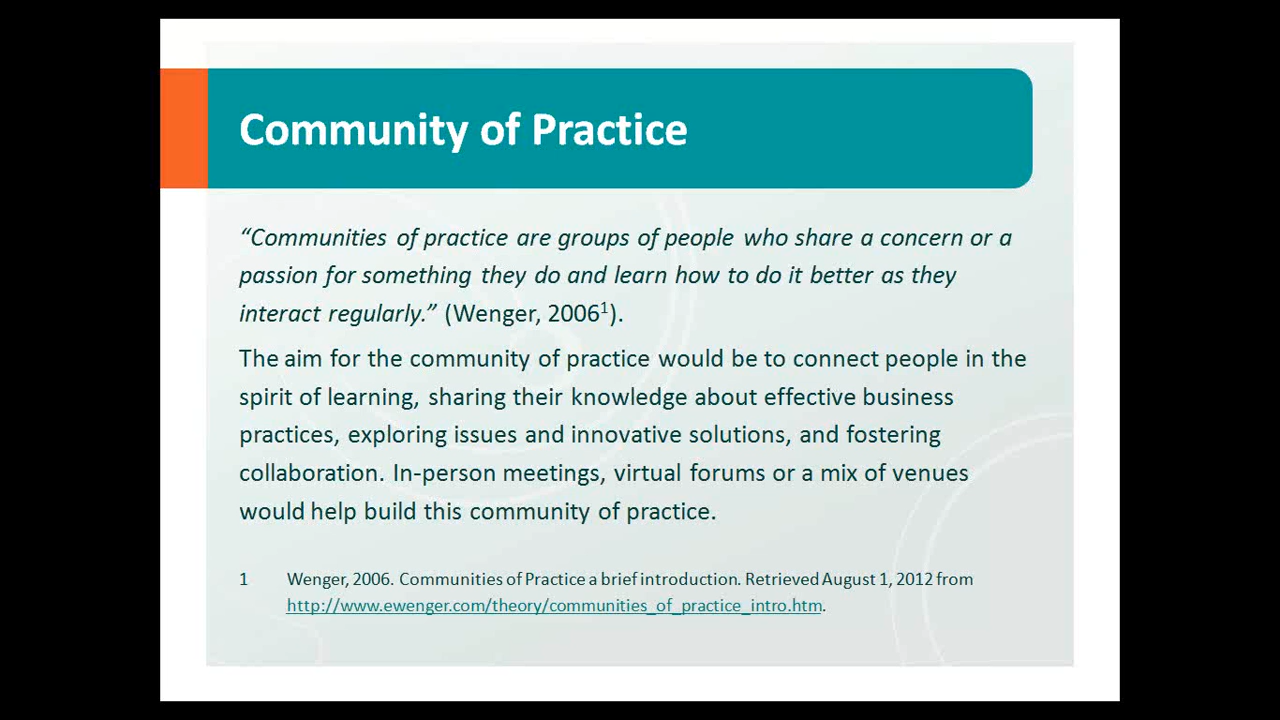 Community of Practice
“Communities of practice are groups of people who share a concern or a
passion for something they do and learn how to do it better as they
interact regularly.” (Wenger, 2006¹).
The aim for the community of practice would be to connect people in the
spirit of learning, sharing their knowledge about effective business
practices, exploring issues and innovative solutions, and fostering
collaboration. In-person meetings, virtual forums or a mix of venues
would help build this community of practice.
1 Wenger, 2006. Communities of Practice a brief introduction. Retrieved August 1, 2012 from
http://www.ewenger.com/theory/communities_of_practice_intro.htm.